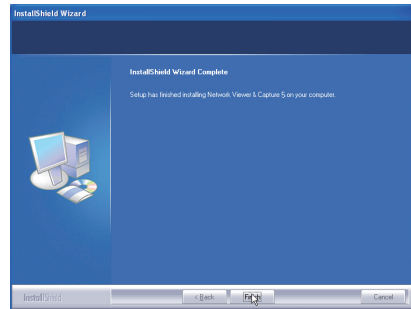 InstallShield Wizard
InstallShield Wizard Complete
Setup has finished installing Network Viewer & Capture 5 on your computer.
InstallShield
< Back
Finish
Cancel